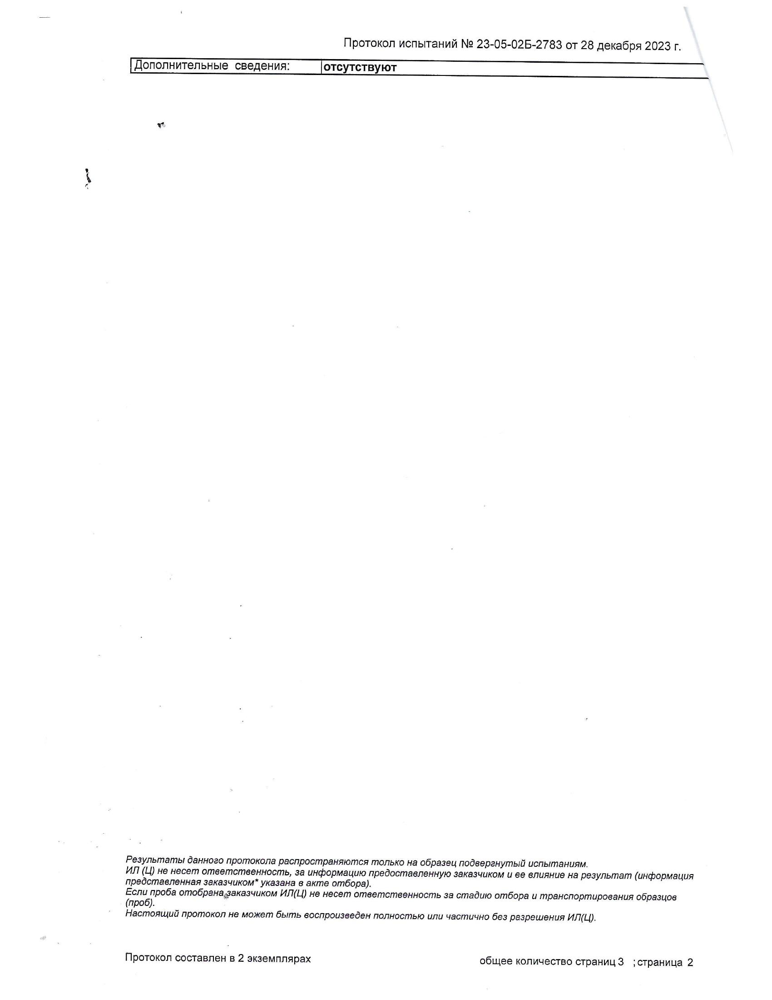 Протокол испытаний № 23-05-02Б-2783 от 28 декабря 2023 г.
Дополнительные сведения: отсутствуют
Результаты данного протокола распространяются только на образец подвергнутый испытаниям.
ИЛ (Ц) не несет ответственность, за информацию предоставленную заказчиком и ее влияние на результат (информация
представленная заказчиком* указана в акте отбора).
Если проба отобрана заказчиком ИЛ(Ц) не несет ответственность за стадию отбора и транспортирования образцов
(проб).
Настоящий протокол не может быть воспроизведен полностью или частично без разрешения ИЛ(Ц).
Протокол составлен в 2 экземплярах общее количество страниц 3 ; страница 2